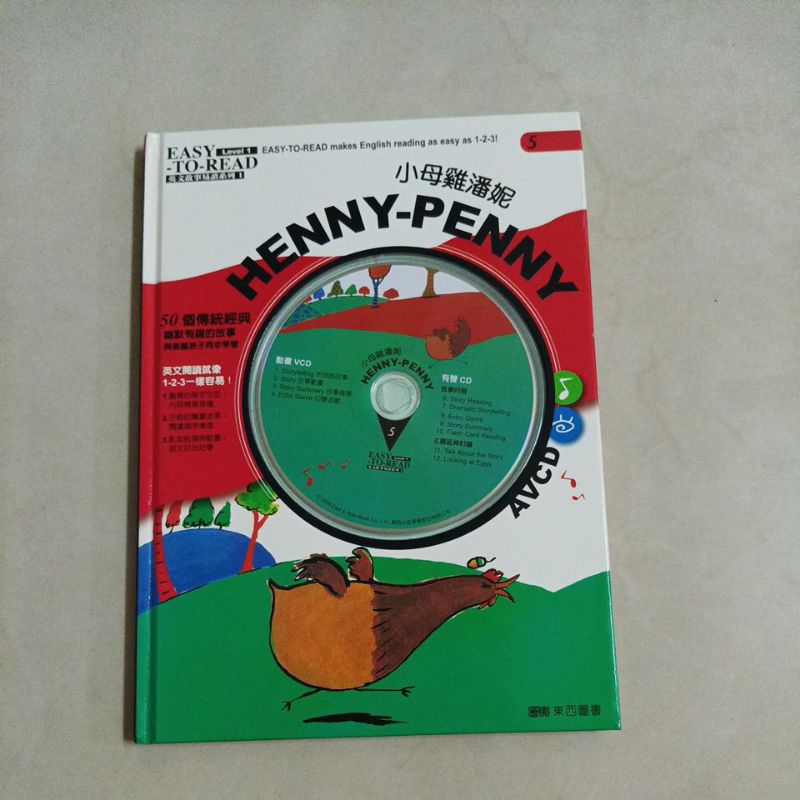 EASY Level 1
-TO-READ
英文故事易讀系列 1
EASY-TO-READ makes English reading as easy as 1-2-3!
5
小母雞潘妮
HENNY-PENNY
50 個傳統經典
幽默有趣的故事
英文閱讀就像
1-2-3一樣容易！
動畫 VCD
1. Storytelling 老師說故事
2. Story 故事動畫
3. Story Summary 故事摘要
4. Echo Game 回聲遊戲
小母雞潘妮
HENNY-PENNY
5
EASY Level 1
-TO-READ
有聲 CD
故事內容
6. Story Reading
7. Dramatic Storytelling
8. Echo Game
9. Story Summary
10. Flash Card Reading
主題延伸討論
11. Talk About the Story
12. Looking at Eggs
AVCD
東西圖書